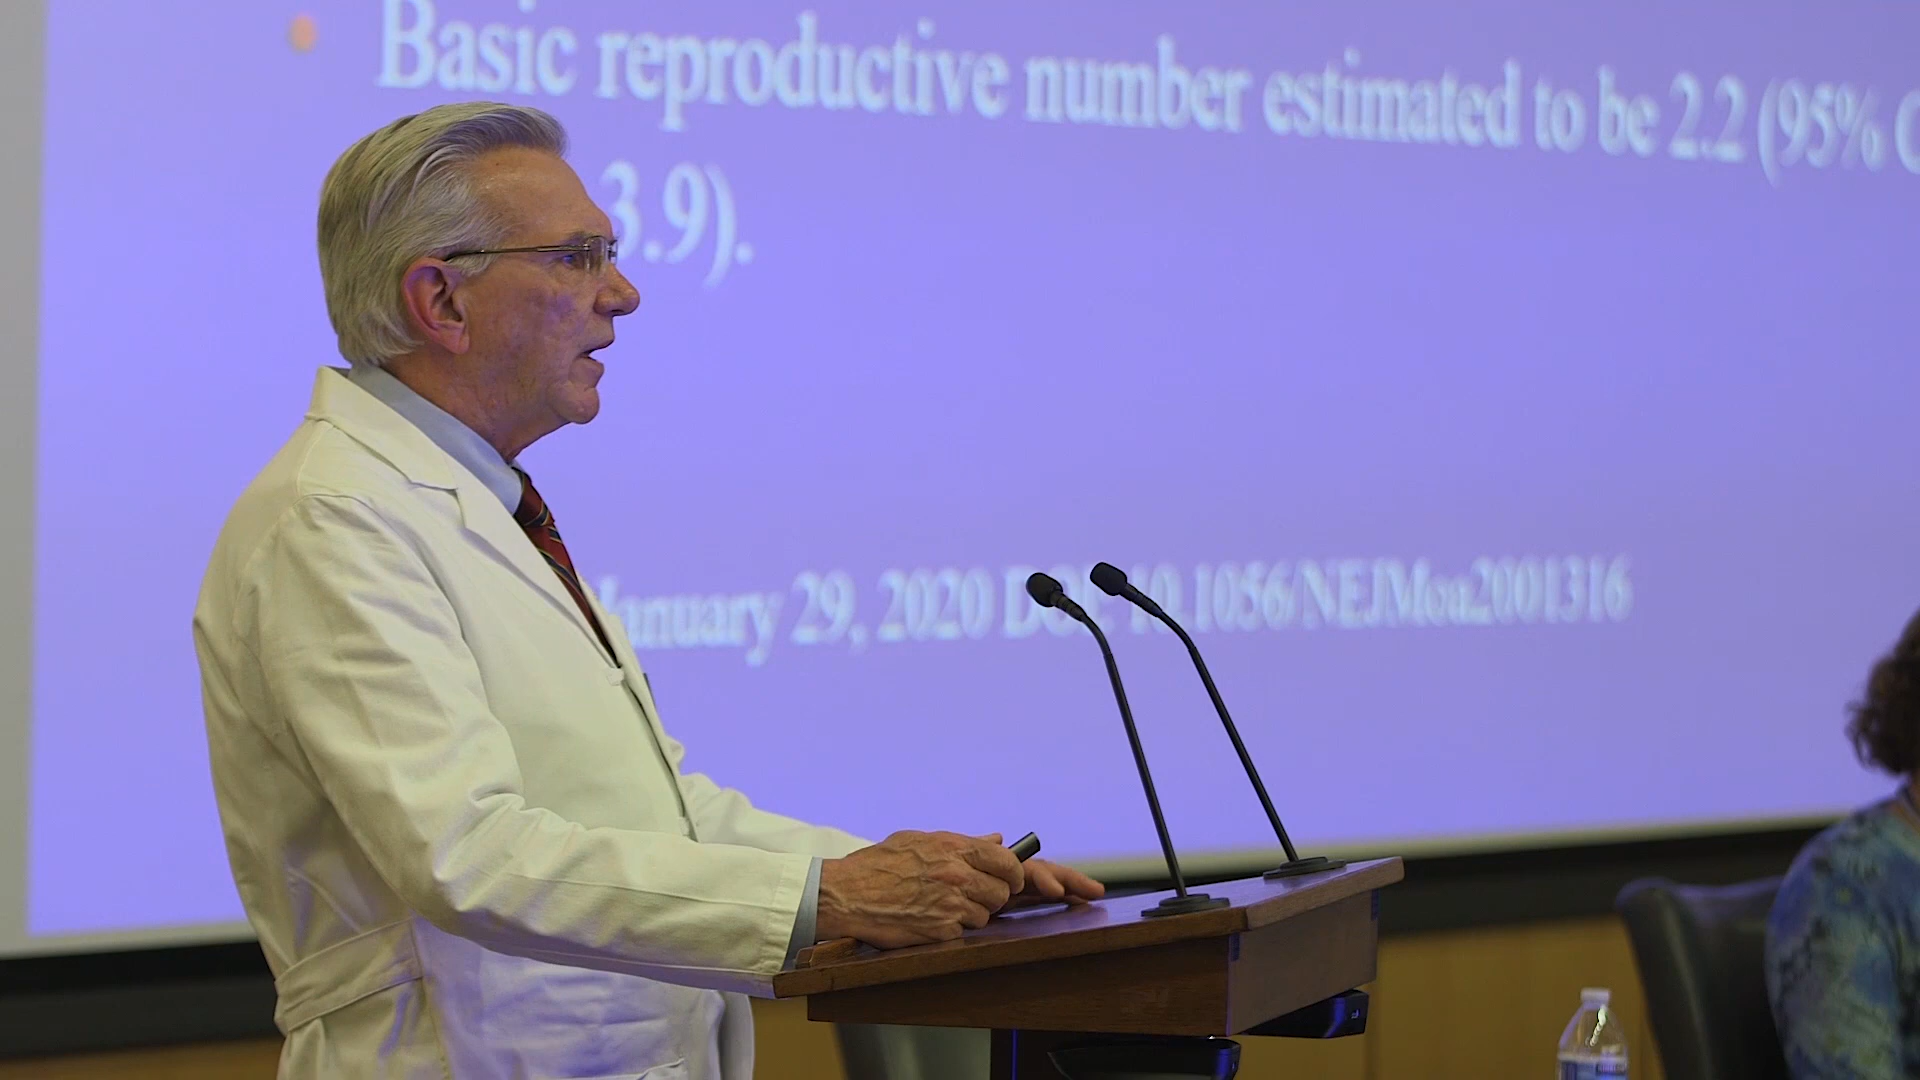 Basic reproductive number estimated to be 2.2 (95%
3.9).
January 29, 2020 DOI: 10.1056/NEJMoa2001316